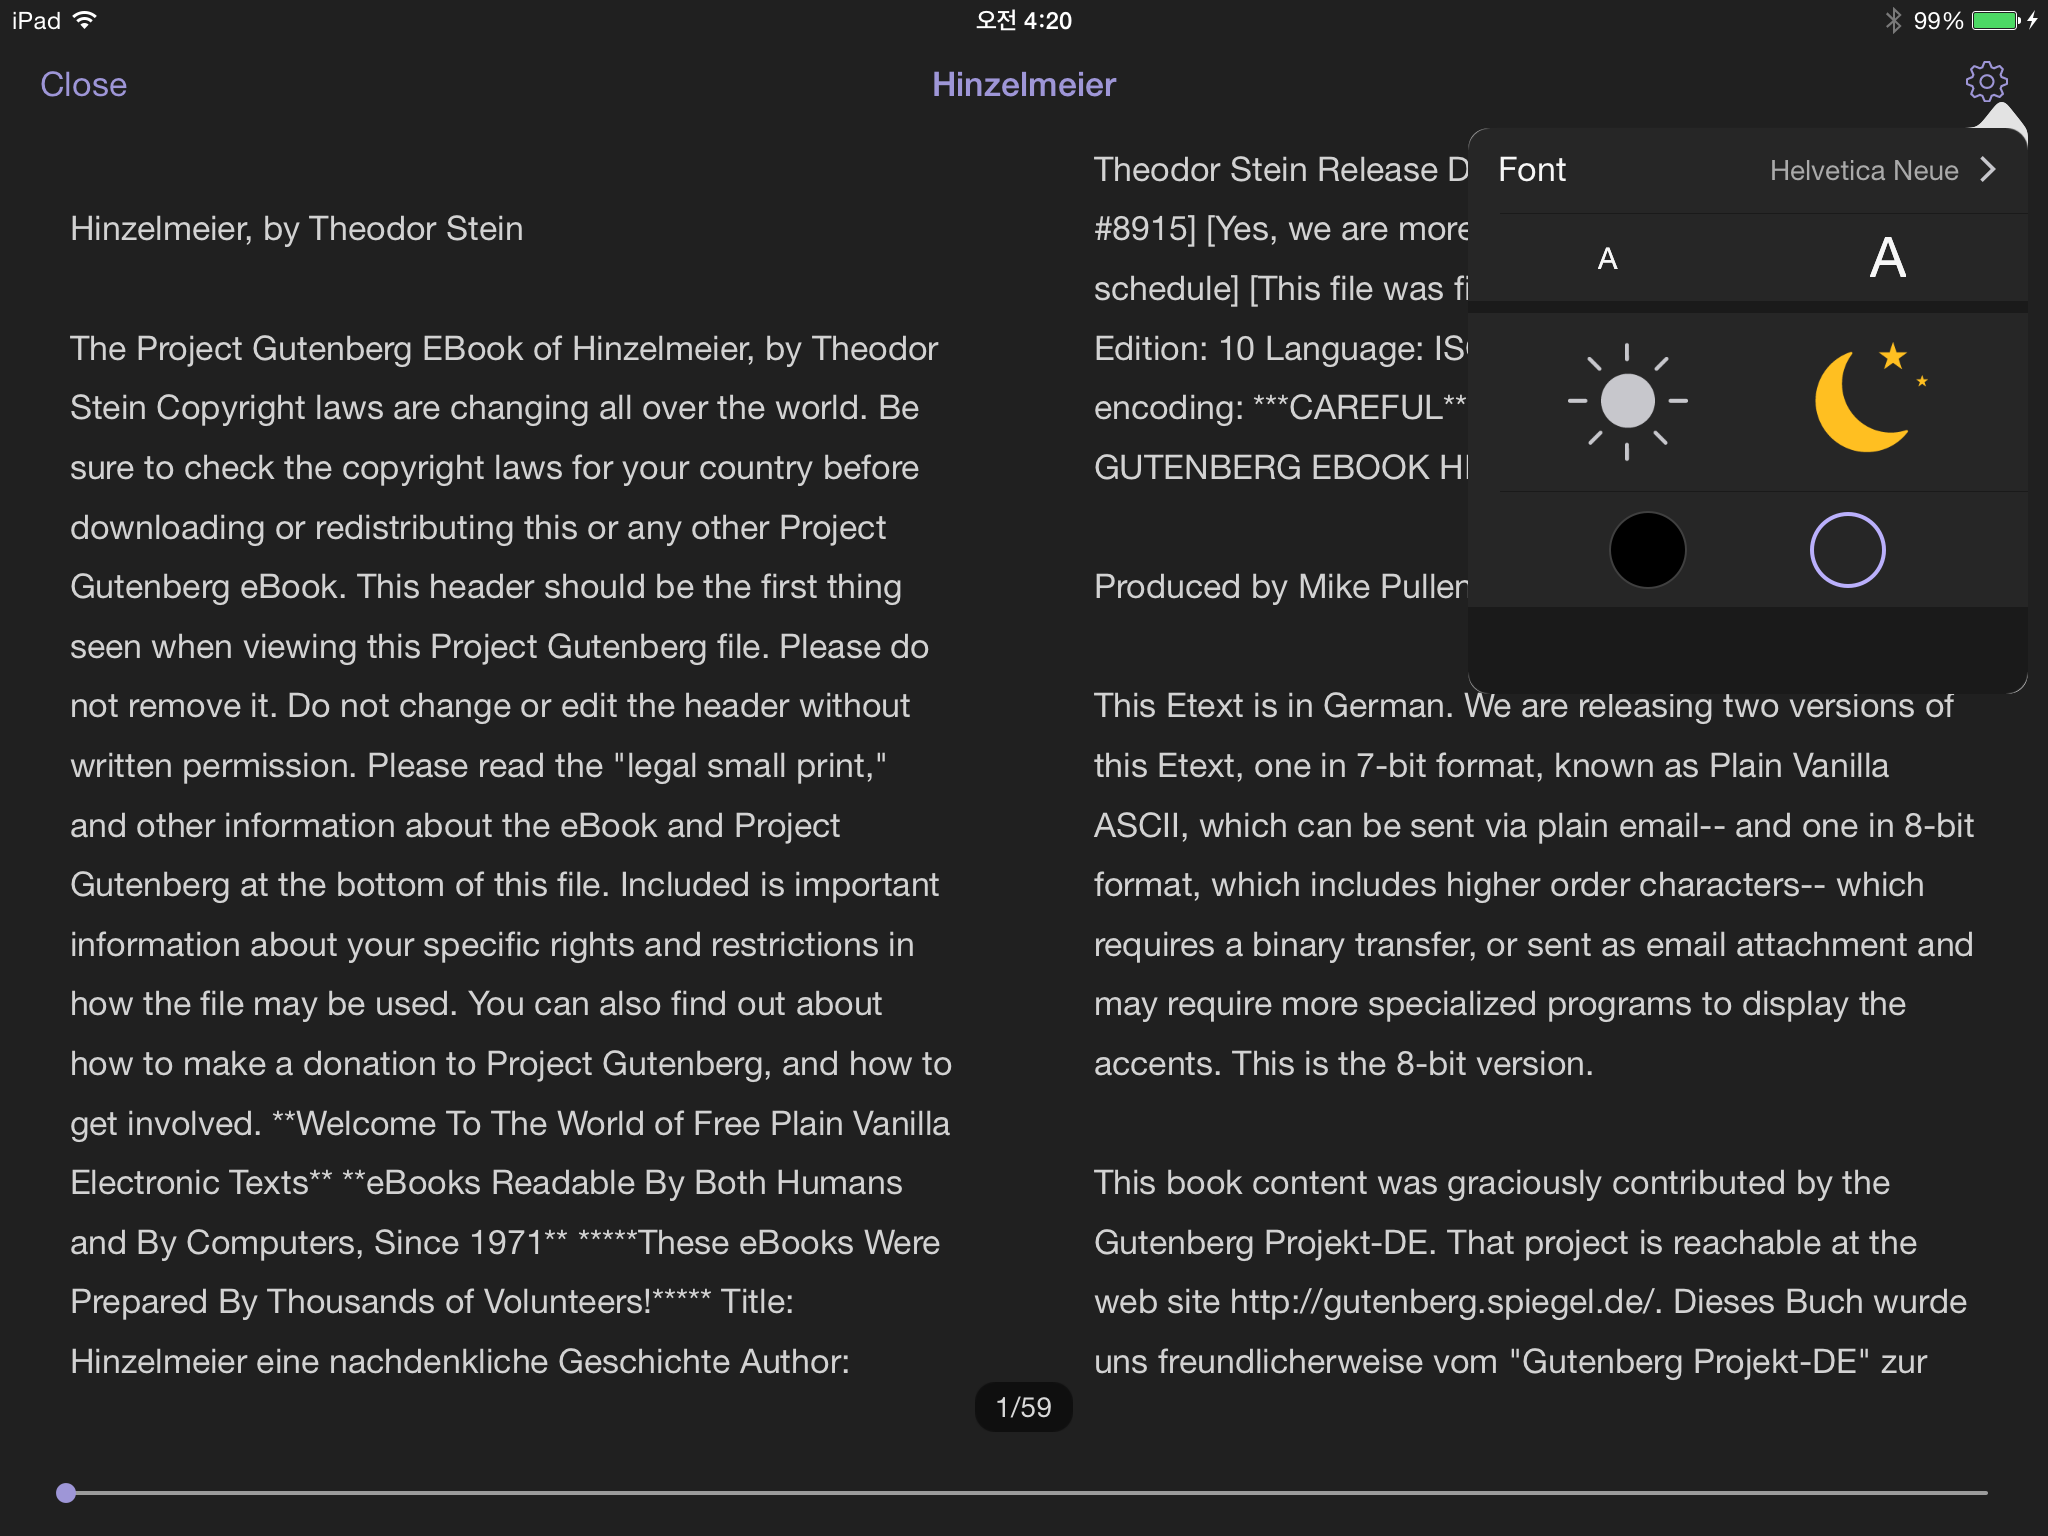 iPad
오전 4:20
99%
Close
Hinzelmeier
Hinzelmeier, by Theodor Stein
The Project Gutenberg EBook of Hinzelmeier, by Theodor
Stein Copyright laws are changing all over the world. Be
sure to check the copyright laws for your country before
downloading or redistributing this or any other Project
Gutenberg eBook. This header should be the first thing
seen when viewing this Project Gutenberg file. Please do
not remove it. Do not change or edit the header without
written permission. Please read the "legal small print,"
and other information about the eBook and Project
Gutenberg at the bottom of this file. Included is important
information about your specific rights and restrictions in
how the file may be used. You can also find out about
how to make a donation to Project Gutenberg, and how to
get involved. **Welcome To The World of Free Plain Vanilla
Electronic Texts** **eBooks Readable By Both Humans
and By Computers, Since 1971** *****These eBooks Were
Prepared By Thousands of Volunteers!***** Title:
Hinzelmeier eine nachdenkliche Geschichte Author:
Theodor Stein Release
#8915] [Yes, we are more
schedule] [This file was
Edition: 10 Language:
encoding: ***CAREFUL**
GUTENBERG EBOOK
Produced by Mike Pullen
This Etext is in German. We are releasing two versions of
this Etext, one in 7-bit format, known as Plain Vanilla
ASCII, which can be sent via plain email-- and one in 8-bit
format, which includes higher order characters-- which
requires a binary transfer, or sent as email attachment and
may require more specialized programs to display the
accents. This is the 8-bit version.
This book content was graciously contributed by the
Gutenberg Projekt-DE. That project is reachable at the
web site http://gutenberg.spiegel.de/. Dieses Buch wurde
uns freundlicherweise vom "Gutenberg Projekt-DE" zur
Font
Helvetica Neue
A A
1/59